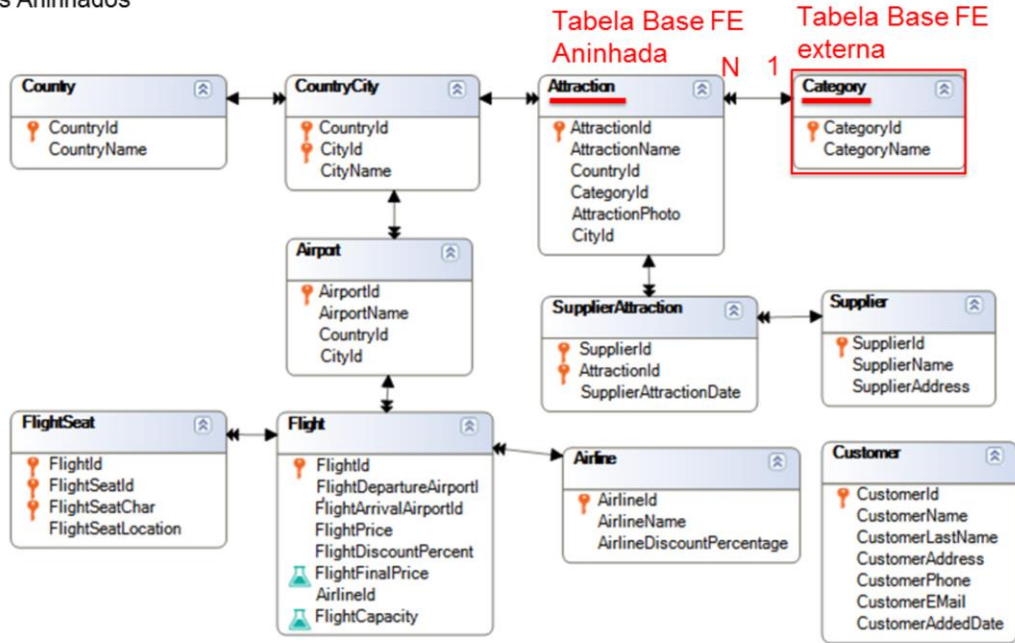 s Aninhados
Tabela Base FE
Aninhada
Tabela Base FE
externa
N 1
Country
CountryId
CountryName
CountryCity
CountryId
CityId
CityName
Attraction
AttractionId
AttractionName
CountryId
CategoryId
AttractionPhoto
CityId
Category
CategoryId
CategoryName
Airport
AirportId
AirportName
CountryId
CityId
SupplierAttraction
SupplierId
AttractionId
SupplierAttractionDate
Supplier
SupplierId
SupplierName
SupplierAddress
FlightSeat
FlightId
FlightSeatId
FlightSeatChar
FlightSeatLocation
Flight
FlightId
FlightDepartureAirportI
FlightArrivalAirportId
FlightPrice
FlightDiscountPercent
FlightFinalPrice
AirlineId
FlightCapacity
Airline
AirlineId
AirlineName
AirlineDiscountPercentage
Customer
CustomerId
CustomerName
CustomerLastName
CustomerAddress
CustomerPhone
CustomerEMail
CustomerAddedDate